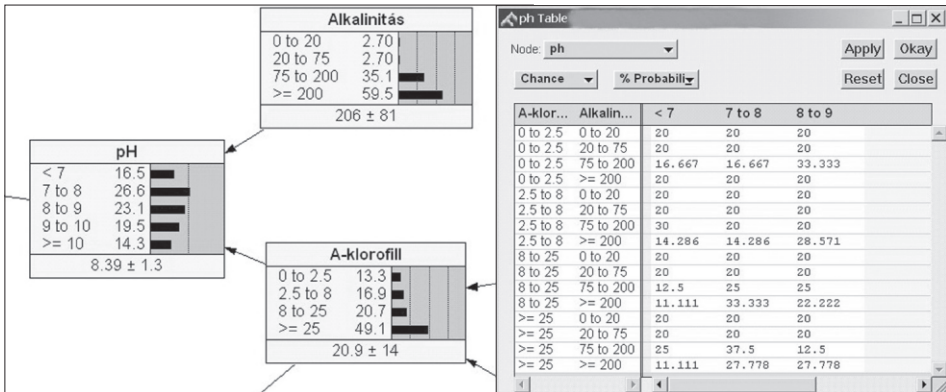 Alkalinitás
0 to 20 2.70
20 to 75 2.70
75 to 200 35.1
>= 200 59.5
206 ± 81
pH
< 7 16.5
7 to 8 26.6
8 to 9 23.1
9 to 10 19.5
>= 10 14.3
8.39 ± 1.3
A-klorofill
0 to 2.5 13.3
2.5 to 8 16.9
8 to 25 20.7
>= 25 49.1
20.9 ± 14
ph Table
Node: ph Apply Okay
Chance % Probabili Reset Close
A-klor... Alkalin... < 7 7 to 8 8 to 9
0 to 2.5 0 to 20 20 20 20
0 to 2.5 20 to 75 20 20 20
0 to 2.5 75 to 200 16.667 16.667 33.333
0 to 2.5 >= 200 20 20 20
2.5 to 8 0 to 20 20 20 20
2.5 to 8 20 to 75 20 20 20
2.5 to 8 75 to 200 30 20 20
2.5 to 8 >= 200 14.286 14.286 28.571
8 to 25 0 to 20 20 20 20
8 to 25 20 to 75 20 20 20
8 to 25 75 to 200 12.5 25 25
8 to 25 >= 200 11.111 33.333 22.222
>= 25 0 to 20 20 20 20
>= 25 20 to 75 20 20 20
>= 25 75 to 200 25 37.5 12.5
>= 25 >= 200 11.111 27.778 27.778